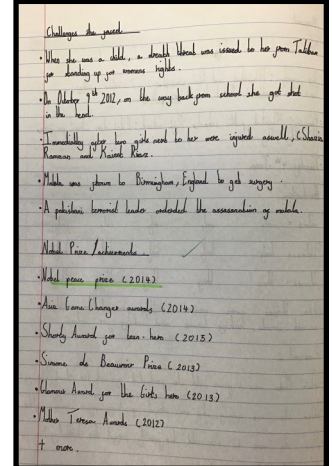 Challenges she faced
• When she was a child, a death threat was issued to her from Taliban
for standing up for womens rights.
• On October 9th 2012, on the way back from school she got shot
in the head.
• Immediatley after two girls next to her were injured aswell, (Shazia
Ramzan and Kainat Riaz).
• Malala was flown to Birmingham, England to get surgery.
• A pakistani terrorist leader orderded the assassonation of malala.
Nobel Prize / achievements
• Nobel peace prize (2014)
• Asia Game Changer awards (2014)
• Shorty Award for teen hero (2015)
• Simone de Beauvoir Prize (2013)
• Glamour Award for the Girls hero (2013)
• Mother Teresa Awards (2012)
+ more.